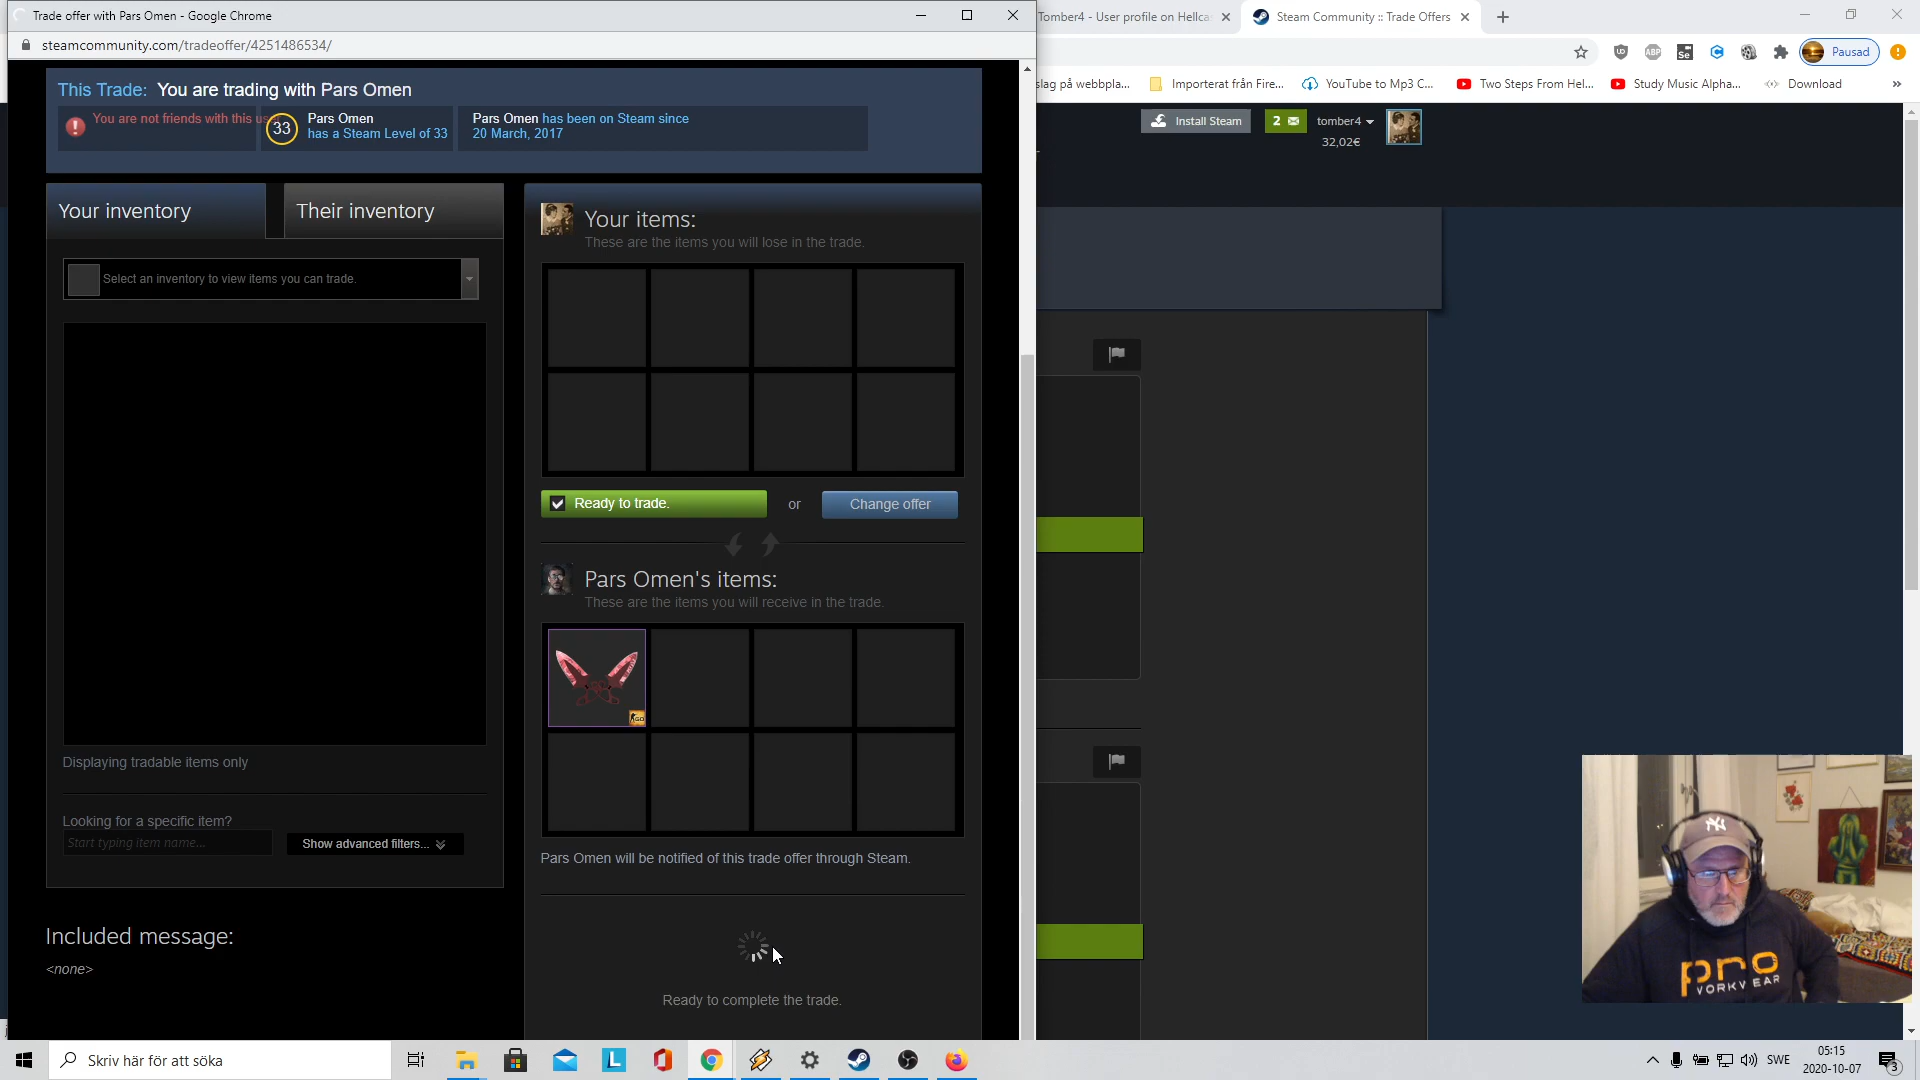 Trade offer with Pars Omen - Google Chrome
Tomber4 - User profile on Hellca
Steam Community :: Trade Offers
steamcommunity.com/tradeoffer/4251486534/
Pausad
slag på webbpla...
Importerat från Fire...
YouTube to Mp3 C...
Two Steps From Hel...
Study Music Alpha...
Download
This Trade: You are trading with Pars Omen
You are not friends with this us
33
Pars Omen
has a Steam Level of 33
Pars Omen has been on Steam since
20 March, 2017
Install Steam
2
tomber4
32,02€
Your inventory
Their inventory
Select an inventory to view items you can trade.
Displaying tradable items only
Looking for a specific item?
Start typing item name...
Show advanced filters...
Included message:
<none>
Your items:
These are the items you will lose in the trade.
Ready to trade.
or
Change offer
Pars Omen's items:
These are the items you will receive in the trade.
GO
Pars Omen will be notified of this trade offer through Steam.
Ready to complete the trade.
pro
WORKWEAR
Skriv här för att söka
SWE
05:15
2020-10-07
3